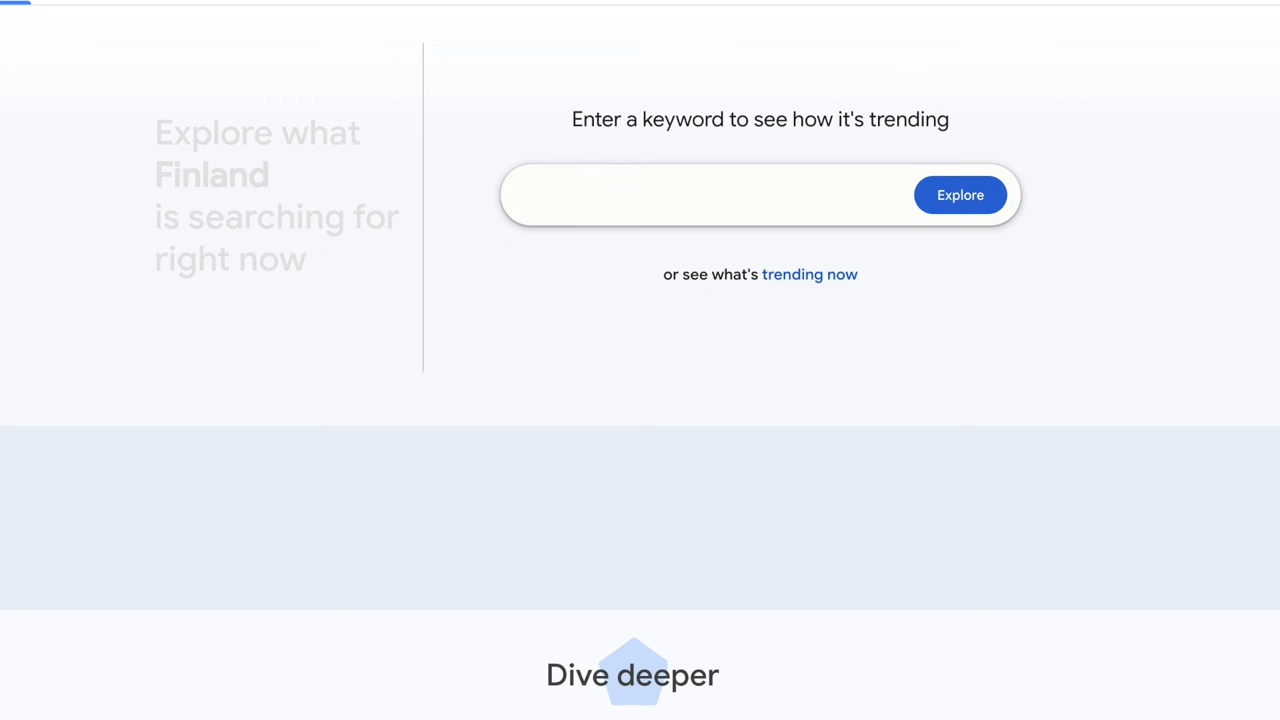 Explore what
Finland
is searching for
right now
Enter a keyword to see how it's trending
Explore
or see what's trending now
Dive deeper